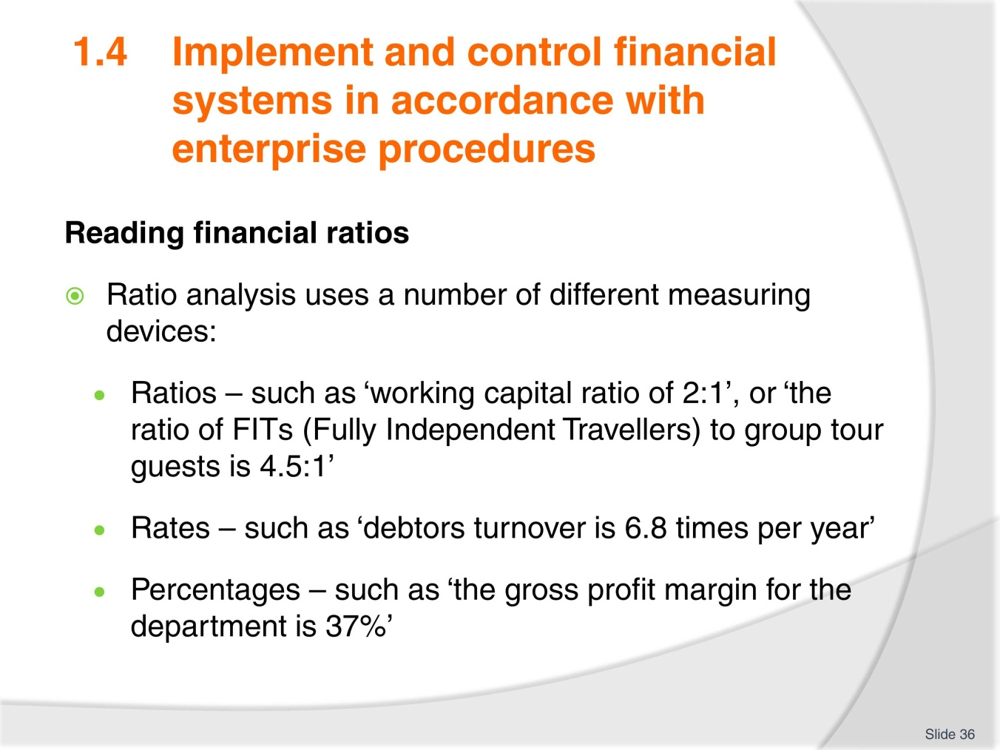 1.4 Implement and control financial
systems in accordance with
enterprise procedures
Reading financial ratios
Ratio analysis uses a number of different measuring
devices:
Ratios – such as ‘working capital ratio of 2:1’, or ‘the
ratio of FITs (Fully Independent Travellers) to group tour
guests is 4.5:1’
Rates – such as ‘debtors turnover is 6.8 times per year’
Percentages – such as ‘the gross profit margin for the
department is 37%’
Slide 36